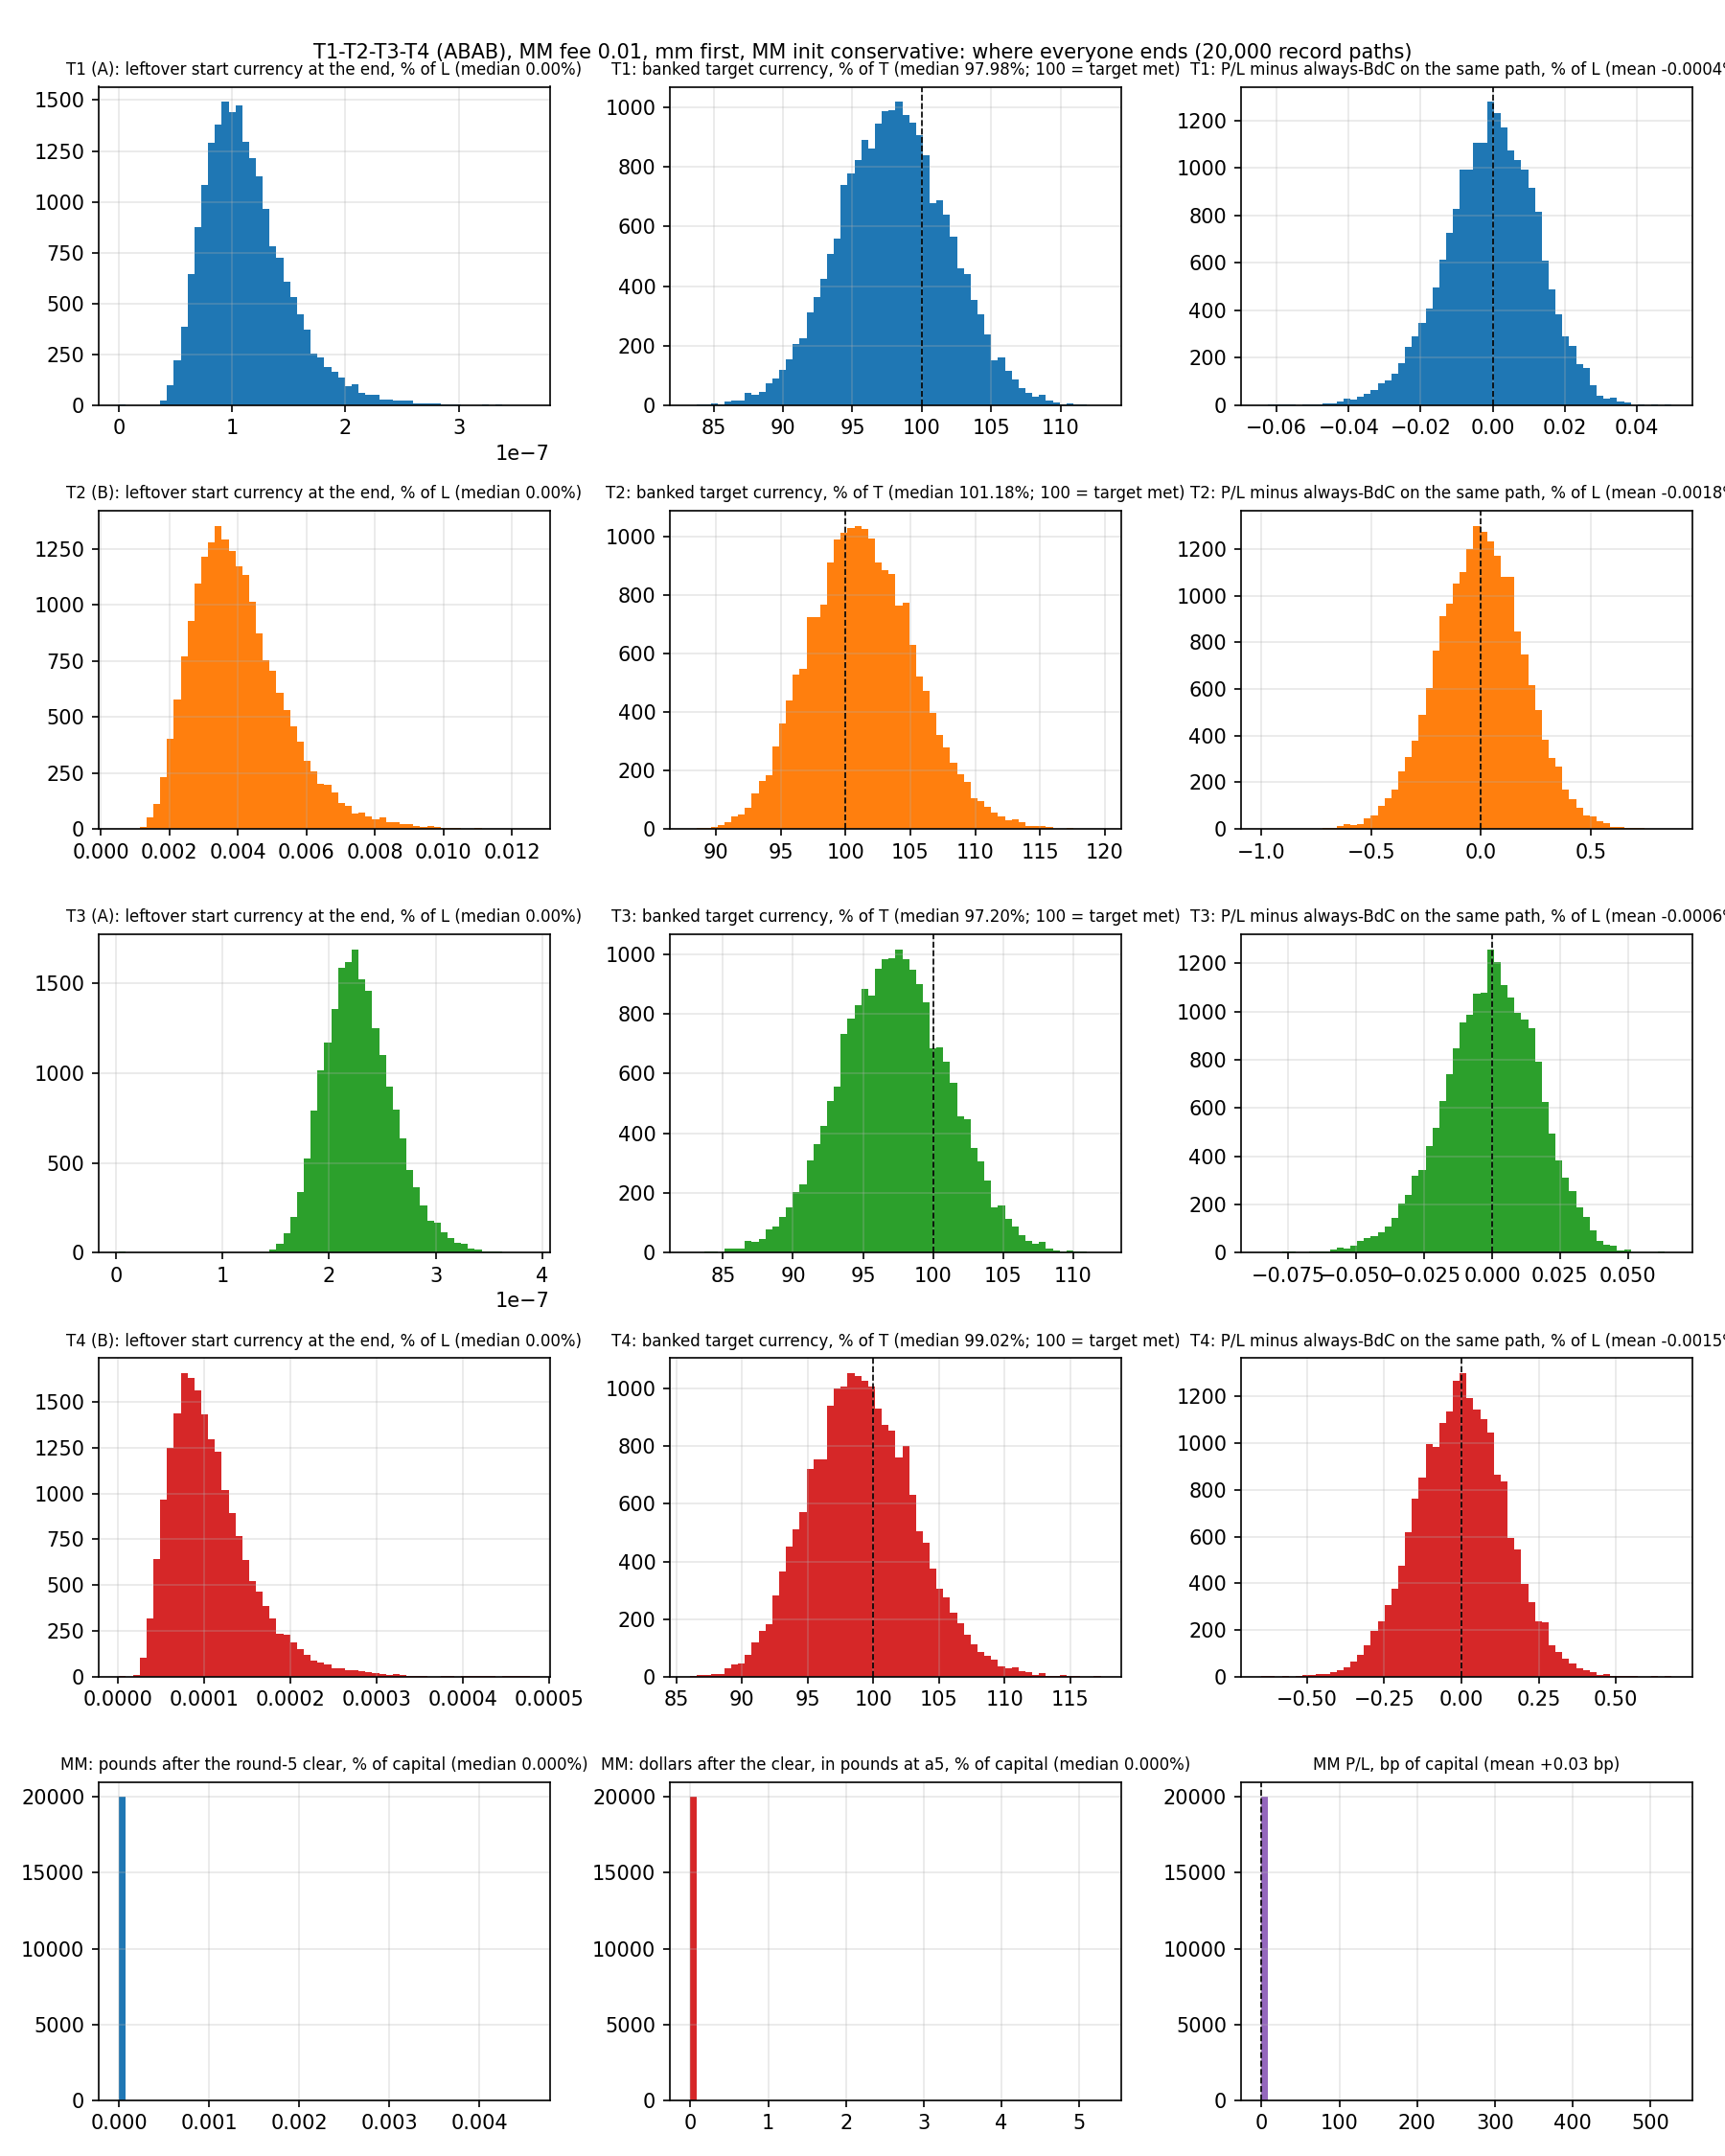 T1-T2-T3-T4 (ABAB), MM fee 0.01, mm first, MM init conservative: where everyone ends (20,000 record paths)
T1 (A): leftover start currency at the end, % of L (median 0.00%)
1500
1250
1000
750
500
250
0
0 1 2 3
1e−7
T1: banked target currency, % of T (median 97.98%; 100 = target met)
1000
800
600
400
200
0
85 90 95 100 105 110
T1: P/L minus always-BdC on the same path, % of L (mean -0.0004%
1200
1000
800
600
400
200
0
−0.06 −0.04 −0.02 0.00 0.02 0.04
T2 (B): leftover start currency at the end, % of L (median 0.00%)
1250
1000
750
500
250
0
0.000 0.002 0.004 0.006 0.008 0.010 0.012
T2: banked target currency, % of T (median 101.18%; 100 = target met)
1000
800
600
400
200
0
90 95 100 105 110 115 120
T2: P/L minus always-BdC on the same path, % of L (mean -0.0018%
1200
1000
800
600
400
200
0
−1.0 −0.5 0.0 0.5
T3 (A): leftover start currency at the end, % of L (median 0.00%)
1500
1000
500
0
0 1 2 3 4
1e−7
T3: banked target currency, % of T (median 97.20%; 100 = target met)
1000
800
600
400
200
0
85 90 95 100 105 110
T3: P/L minus always-BdC on the same path, % of L (mean -0.0006%
1200
1000
800
600
400
200
0
−0.075 −0.050 −0.025 0.000 0.025 0.050
T4 (B): leftover start currency at the end, % of L (median 0.00%)
1500
1250
1000
750
500
250
0
0.0000 0.0001 0.0002 0.0003 0.0004 0.0005
T4: banked target currency, % of T (median 99.02%; 100 = target met)
1000
800
600
400
200
0
85 90 95 100 105 110 115
T4: P/L minus always-BdC on the same path, % of L (mean -0.0015%
1200
1000
800
600
400
200
0
−0.50 −0.25 0.00 0.25 0.50
MM: pounds after the round-5 clear, % of capital (median 0.000%)
20000
15000
10000
5000
0
0.000 0.001 0.002 0.003 0.004
MM: dollars after the clear, in pounds at a5, % of capital (median 0.000%)
20000
15000
10000
5000
0
0 1 2 3 4 5
MM P/L, bp of capital (mean +0.03 bp)
20000
15000
10000
5000
0
0 100 200 300 400 500